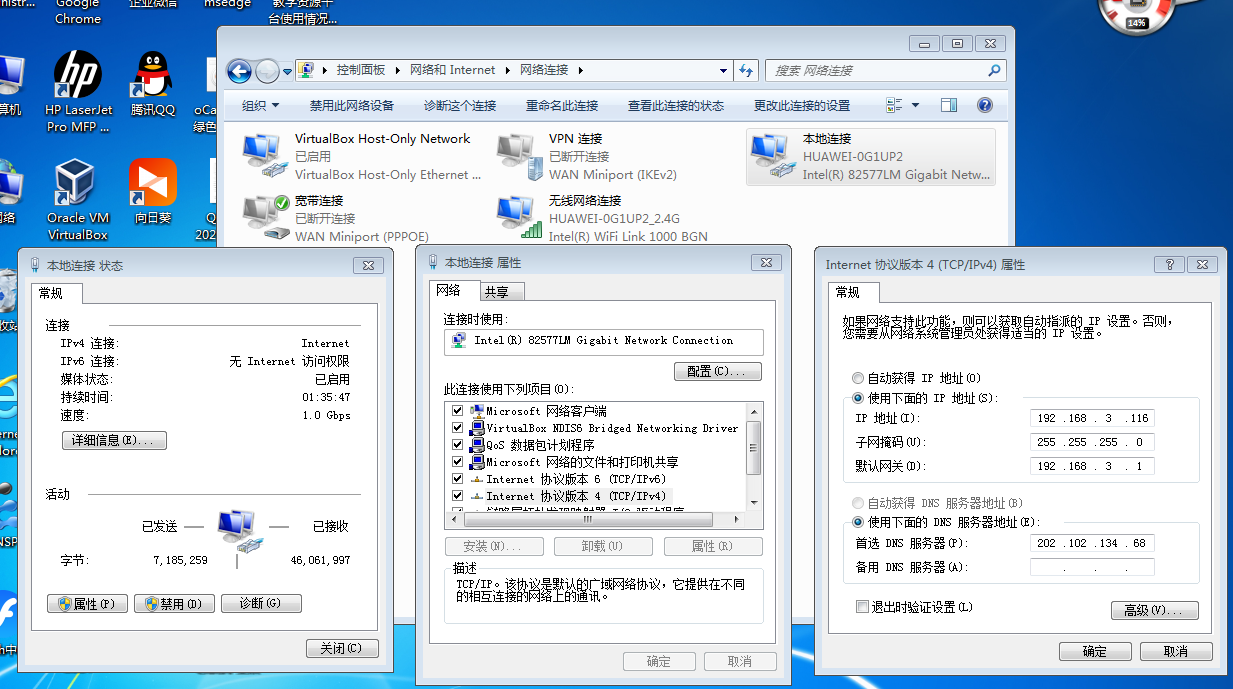 Google
Chrome
企业微信
msedge
教学资源平
台使用情况...
14%
HP LaserJet
Pro MFP ...
腾讯QQ
Oracle VM
VirtualBox
向日葵
控制面板
网络和 Internet
网络连接
搜索 网络连接
组织
禁用此网络设备
诊断这个连接
重命名此连接
查看此连接的状态
更改此连接的设置
VirtualBox Host-Only Network
已启用
VirtualBox Host-Only Ethernet ...
VPN 连接
已断开连接
WAN Miniport (IKEv2)
本地连接
HUAWEI-0G1UP2
Intel(R) 82577LM Gigabit Netw...
宽带连接
已断开连接
WAN Miniport (PPPOE)
无线网络连接
HUAWEI-0G1UP2_2.4G
Intel(R) WiFi Link 1000 BGN
本地连接 状态
常规
连接
IPv4 连接: Internet
IPv6 连接: 无 Internet 访问权限
媒体状态: 已启用
持续时间: 01:35:47
速度: 1.0 Gbps
详细信息(E)...
活动
已发送
已接收
字节: 7,185,259 46,061,997
属性(P)
禁用(D)
诊断(G)
关闭(C)
本地连接 属性
网络
共享
连接时使用:
Intel(R) 82577LM Gigabit Network Connection
配置(C)...
此连接使用下列项目(O):
Microsoft 网络客户端
VirtualBox NDIS6 Bridged Networking Driver
QoS 数据包计划程序
Microsoft 网络的文件和打印机共享
Internet 协议版本 6 (TCP/IPv6)
Internet 协议版本 4 (TCP/IPv4)
安装(N)...
卸载(U)
属性(R)
描述
TCP/IP。该协议是默认的广域网络协议，它提供在不同
的相互连接的网络上的通讯。
确定
取消
Internet 协议版本 4 (TCP/IPv4) 属性
常规
如果网络支持此功能，则可以获取自动指派的 IP 设置。否则，
您需要从网络系统管理员处获得适当的 IP 设置。
自动获得 IP 地址(O)
使用下面的 IP 地址(S):
IP 地址(I): 192 .168 . 3 .116
子网掩码(U): 255 .255 .255 . 0
默认网关(D): 192 .168 . 3 . 1
自动获得 DNS 服务器地址(B)
使用下面的 DNS 服务器地址(E):
首选 DNS 服务器(P): 202 .102 .134 .68
备用 DNS 服务器(A): . . .
退出时验证设置(L)
高级(V)...
确定
取消